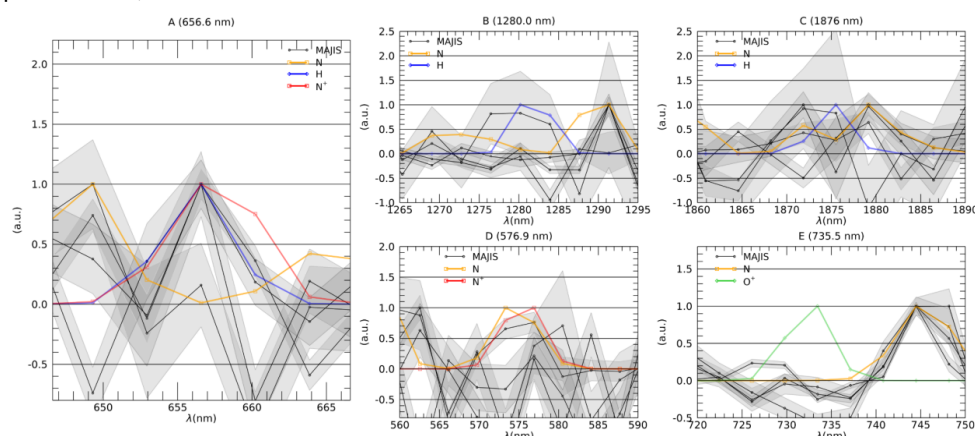 A (656.6 nm)
MAJIS
N
H
N+
2.0
1.5
1.0
0.5
0.0
-0.5
(a.u.)
650 655 660 665
λ(nm)
B (1280.0 nm)
MAJIS
N
H
2.5
2.0
1.5
1.0
0.5
0.0
-0.5
-1.0
(a.u.)
1265 1270 1275 1280 1285 1290 1295
λ(nm)
C (1876 nm)
MAJIS
N
H
2.5
2.0
1.5
1.0
0.5
0.0
-0.5
-1.0
(a.u.)
1860 1865 1870 1875 1880 1885 1890
λ(nm)
D (576.9 nm)
MAJIS
N
N+
2.0
1.5
1.0
0.5
0.0
-0.5
(a.u.)
560 565 570 575 580 585 590
λ(nm)
E (735.5 nm)
MAJIS
N
O+
1.5
1.0
0.5
0.0
-0.5
(a.u.)
720 725 730 735 740 745 750
λ(nm)